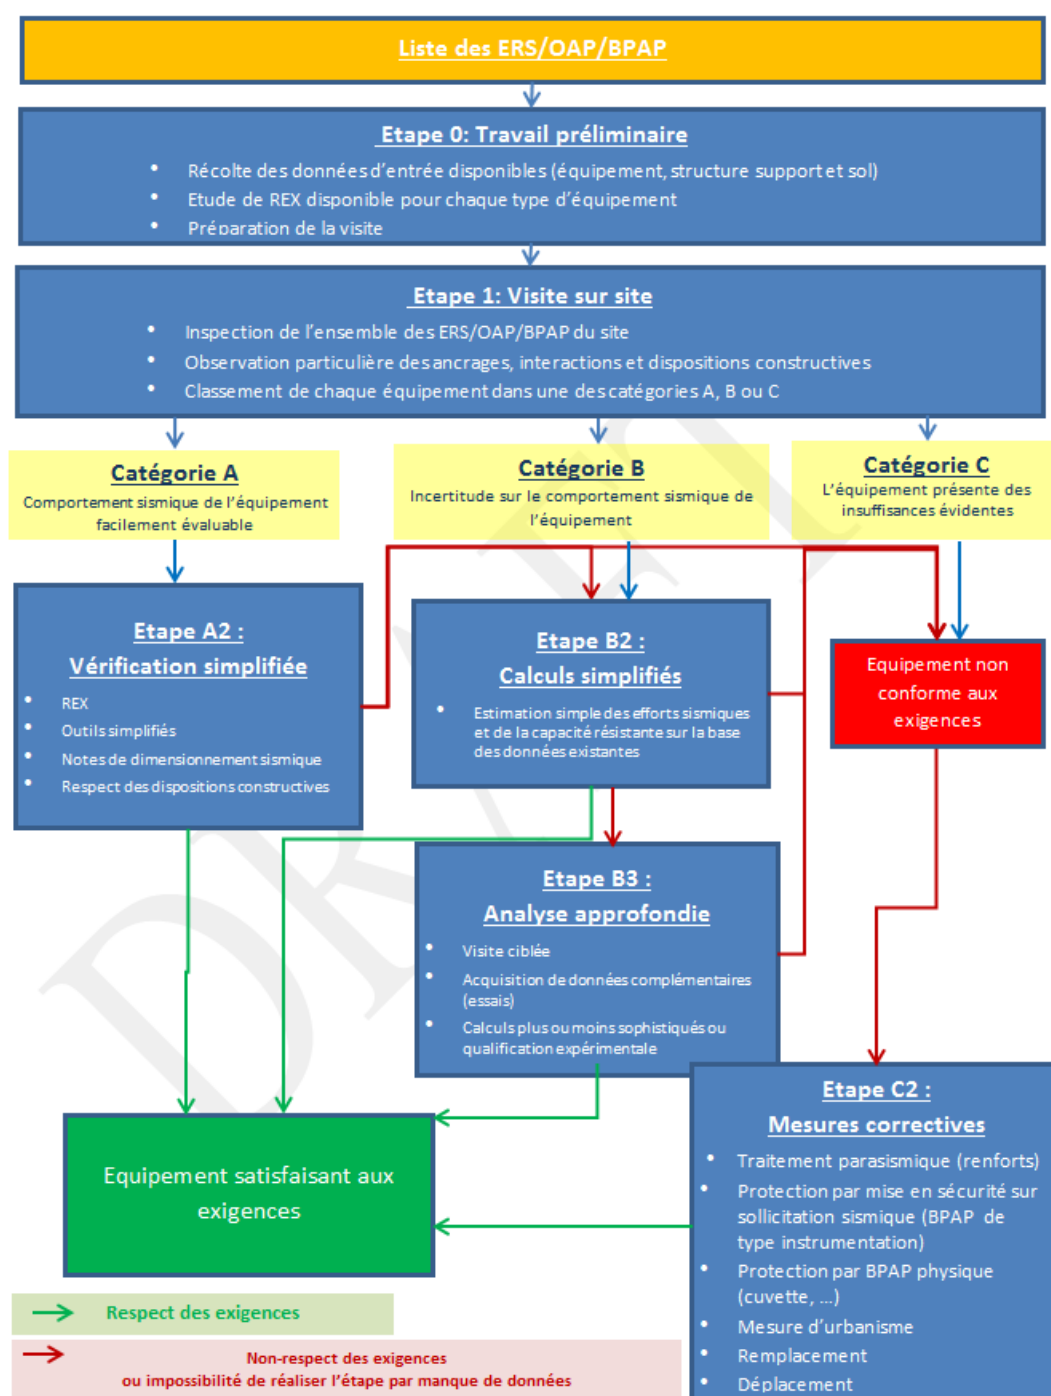 Liste des ERS/OAP/BPAP
Etape 0: Travail préliminaire
• Récolte des données d'entrée disponibles (équipement, structure support et sol)
• Etude de REX disponible pour chaque type d'équipement
• Préparation de la visite
Etape 1: Visite sur site
• Inspection de l'ensemble des ERS/OAP/BPAP du site
• Observation particulière des ancrages, interactions et dispositions constructives
• Classement de chaque équipement dans une des catégories A, B ou C
Catégorie A
Comportement sismique de l'équipement
facilement évaluable
Catégorie B
Incertitude sur le comportement sismique de
l'équipement
Catégorie C
L'équipement présente des
insuffisances évidentes
Etape A2 :
Vérification simplifiée
• REX
• Outils simplifiés
• Notes de dimensionnement sismique
• Respect des dispositions constructives
Etape B2 :
Calculs simplifiés
• Estimation simple des efforts sismiques
et de la capacité résistante sur la base
des données existantes
Equipement non
conforme aux
exigences
Etape B3 :
Analyse approfondie
• Visite ciblée
• Acquisition de données complémentaires
(essais)
• Calculs plus ou moins sophistiqués ou
qualification expérimentale
Etape C2 :
Mesures correctives
• Traitement parasismique (renforts)
• Protection par mise en sécurité sur
sollicitation sismique (BPAP de
type instrumentation)
• Protection par BPAP physique
(cuvette, ...)
• Mesure d'urbanisme
• Remplacement
• Déplacement
Equipement satisfaisant aux
exigences
Respect des exigences
Non-respect des exigences
ou impossibilité de réaliser l'étape par manque de données
DRAFT